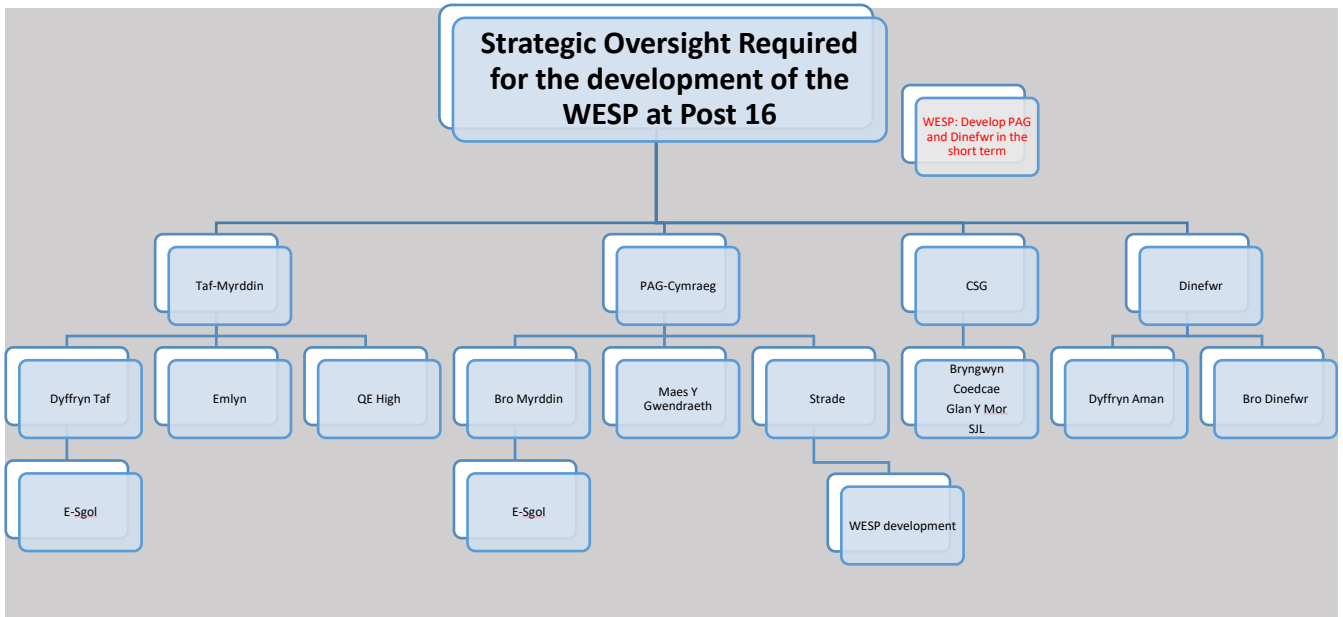 Strategic Oversight Required
for the development of the
WESP at Post 16
WESP: Develop PAG
and Dinefwr in the
short term
Taf-Myrddin
PAG-Cymraeg
CSG
Dinefwr
Dyffryn Taf
Emlyn
QE High
Bro Myrddin
Maes Y
Gwendraeth
Strade
Bryngwyn
Coedcae
Glan Y Mor
SJL
Dyffryn Aman
Bro Dinefwr
E-Sgol
E-Sgol
WESP development